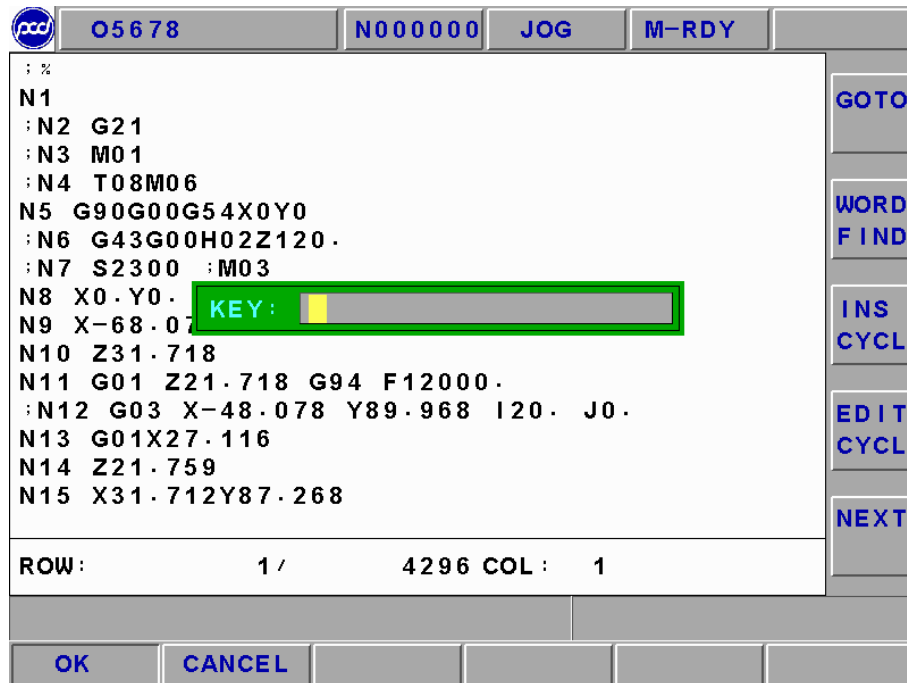 pcd O5678 N000000 JOG M-RDY
;%
N1
;N2 G21
;N3 M01
;N4 T08M06
N5 G90G00G54X0Y0
;N6 G43G00H02Z120.
;N7 S2300 ;M03
N8 X0.Y0.
KEY:
N9 X-68.07
N10 Z31.718
N11 G01 Z21.718 G94 F12000.
;N12 G03 X-48.078 Y89.968 I20. J0.
N13 G01X27.116
N14 Z21.759
N15 X31.712Y87.268
ROW: 1/ 4296 COL: 1
GOTO
WORD
FIND
INS
CYCL
EDIT
CYCL
NEXT
OK CANCEL